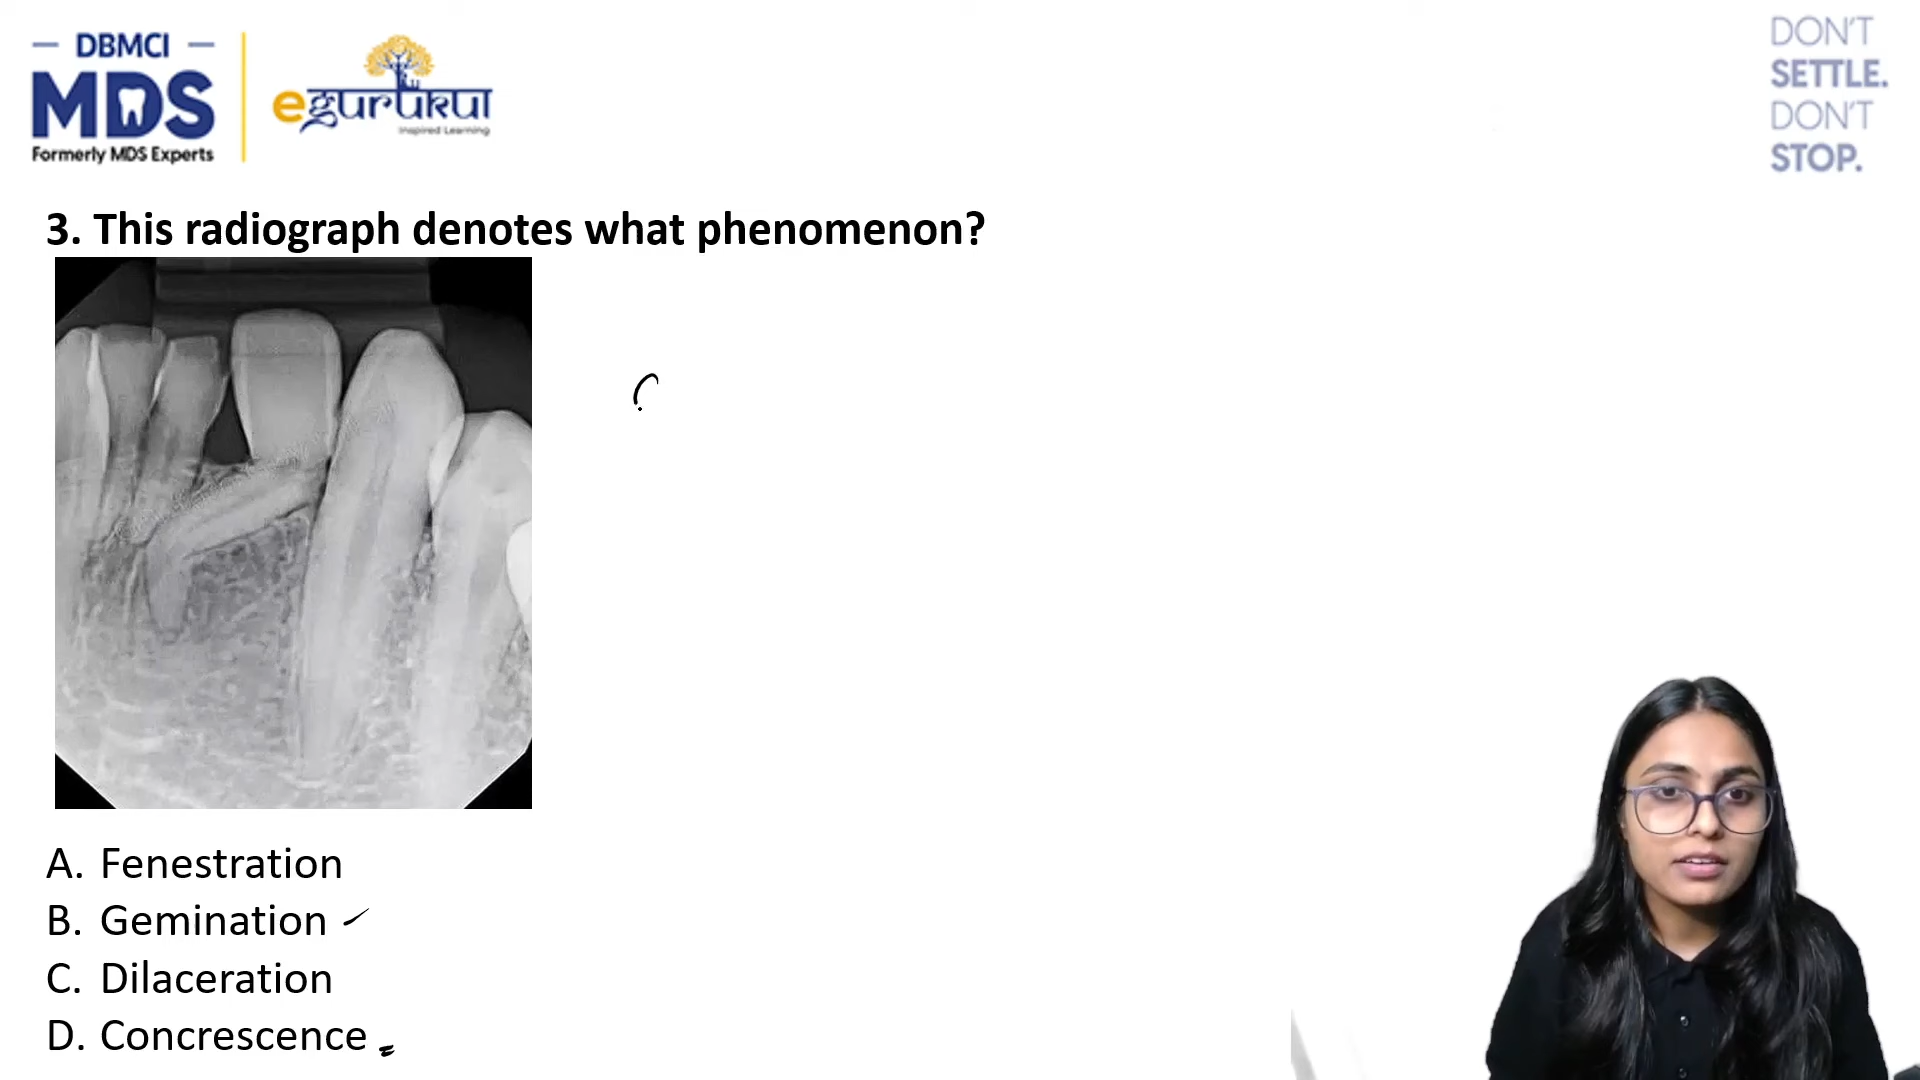 DBMCI
MDS
Formerly MDS Experts
egurukul
Inspired Learning
DON'T
SETTLE.
DON'T
STOP.
3. This radiograph denotes what phenomenon?
A. Fenestration
B. Gemination
C. Dilaceration
D. Concrescence